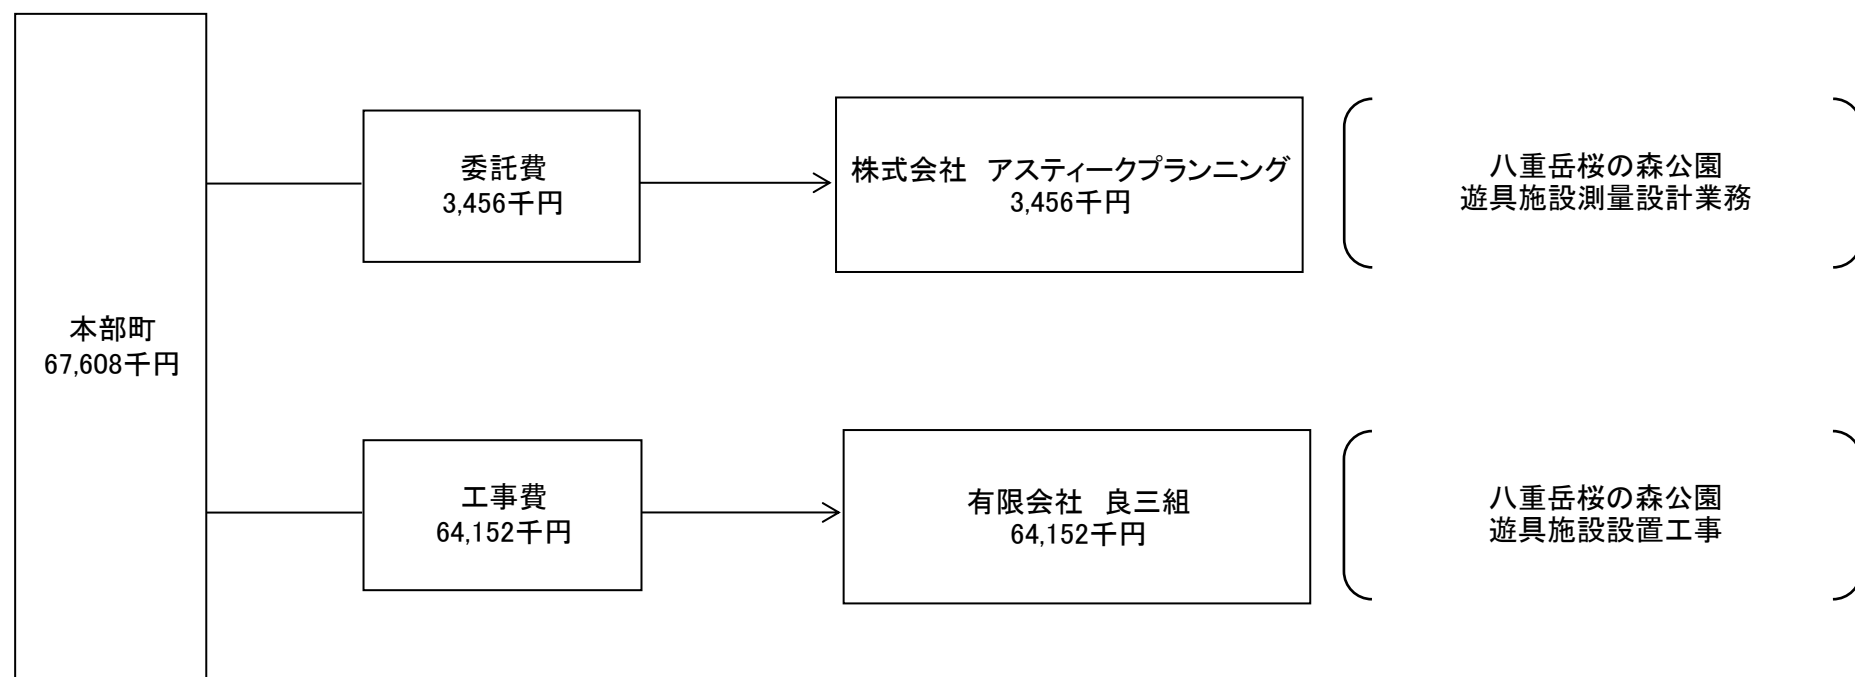 本部町
67,608千円
委託費
3,456千円
株式会社　アスティークプランニング
3,456千円
八重岳桜の森公園
遊具施設測量設計業務
工事費
64,152千円
有限会社　良三組
64,152千円
八重岳桜の森公園
遊具施設設置工事